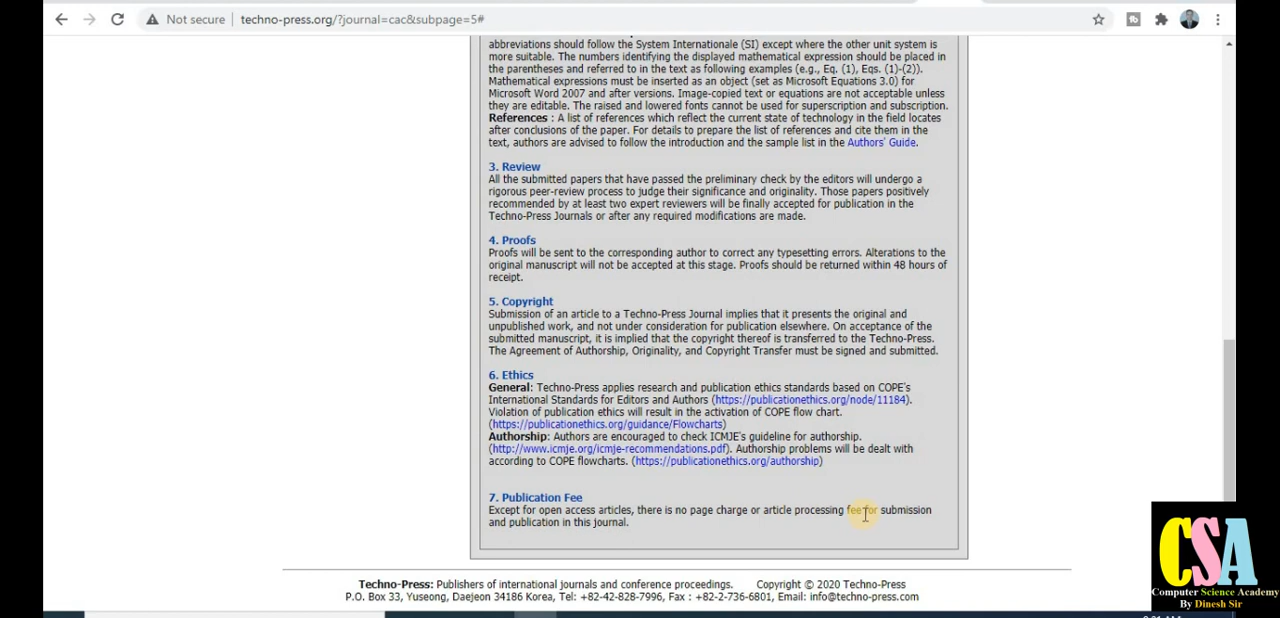 Not secure
techno-press.org/?journal=cac&subpage=5#
abbreviations should follow the System Internationale (SI) except where the other unit system is
more suitable. The numbers identifying the displayed mathematical expression should be placed in
the parentheses and referred to in the text as following examples (e.g., Eq. (1), Eqs. (1)-(2)).
Mathematical expressions must be inserted as an object (set as Microsoft Equations 3.0) for
Microsoft Word 2007 and after versions. Image-copied text or equations are not acceptable unless
they are editable. The raised and lowered fonts cannot be used for superscription and subscription.
References : A list of references which reflect the current state of technology in the field locates
after conclusions of the paper. For details to prepare the list of references and cite them in the
text, authors are advised to follow the introduction and the sample list in the Authors' Guide.
3. Review
All the submitted papers that have passed the preliminary check by the editors will undergo a
rigorous peer-review process to judge their significance and originality. Those papers positively
recommended by at least two expert reviewers will be finally accepted for publication in the
Techno-Press Journals or after any required modifications are made.
4. Proofs
Proofs will be sent to the corresponding author to correct any typesetting errors. Alterations to the
original manuscript will not be accepted at this stage. Proofs should be returned within 48 hours of
receipt.
5. Copyright
Submission of an article to a Techno-Press Journal implies that it presents the original and
unpublished work, and not under consideration for publication elsewhere. On acceptance of the
submitted manuscript, it is implied that the copyright thereof is transferred to the Techno-Press.
The Agreement of Authorship, Originality, and Copyright Transfer must be signed and submitted.
6. Ethics
General: Techno-Press applies research and publication ethics standards based on COPE's
International Standards for Editors and Authors (https://publicationethics.org/node/11184).
Violation of publication ethics will result in the activation of COPE flow chart.
(https://publicationethics.org/guidance/Flowcharts)
Authorship: Authors are encouraged to check ICMJE's guideline for authorship.
(http://www.icmje.org/icmje-recommendations.pdf). Authorship problems will be dealt with
according to COPE flowcharts. (https://publicationethics.org/authorship)
7. Publication Fee
Except for open access articles, there is no page charge or article processing fee for submission
and publication in this journal.
Techno-Press: Publishers of international journals and conference proceedings. Copyright © 2020 Techno-Press
P.O. Box 33, Yuseong, Daejeon 34186 Korea, Tel: +82-42-828-7996, Fax : +82-2-736-6801, Email: info@techno-press.com
CSA
Computer Science Academy
By Dinesh Sir